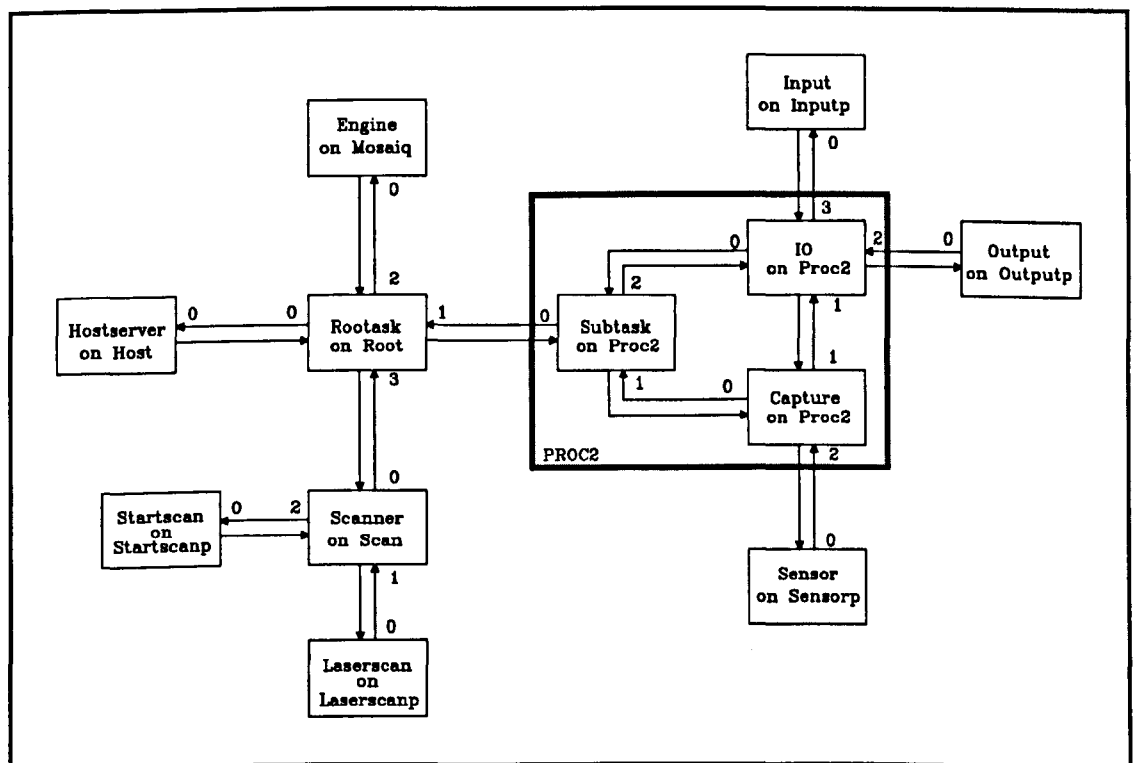 Input
on Inputp
0
Engine
on Mosaiq
0
3
IO
on Proc2
0
2
0
Output
on Outputp
2
1
2
Hostserver
on Host
0
0
Rootask
on Root
1
0
Subtask
on Proc2
3
1
0
1
Capture
on Proc2
2
PROC2
0
Startscan
on
Startscanp
0
2
Scanner
on Scan
1
0
Sensor
on Sensorp
0
Laserscan
on
Laserscanp